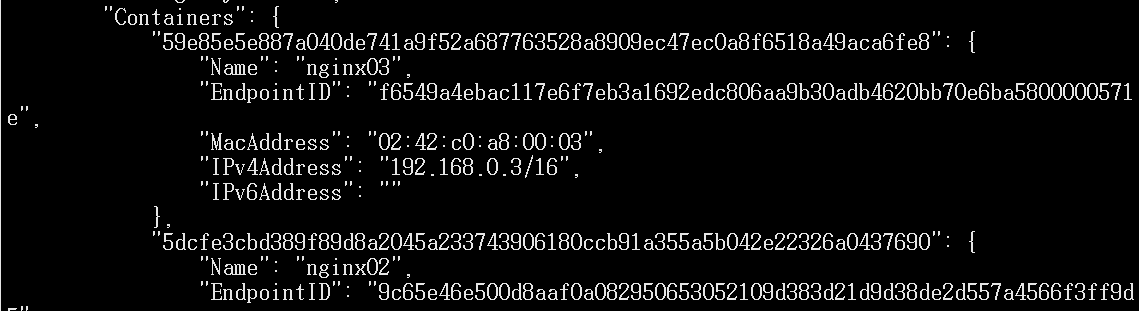 "Containers": {
"59e85e5e887a040de741a9f52a687763528a8909ec47ec0a8f6518a49aca6fe8": {
"Name": "nginx03",
"EndpointID": "f6549a4ebac117e6f7eb3a1692edc806aa9b30adb4620bb70e6ba5800000571
e",
"MacAddress": "02:42:c0:a8:00:03",
"IPv4Address": "192.168.0.3/16",
"IPv6Address": ""
},
"5dcfe3cbd389f89d8a2045a233743906180ccb91a355a5b042e22326a0437690": {
"Name": "nginx02",
"EndpointID": "9c65e46e500d8aaf0a082950653052109d383d21d9d38de2d557a4566f3ff9d